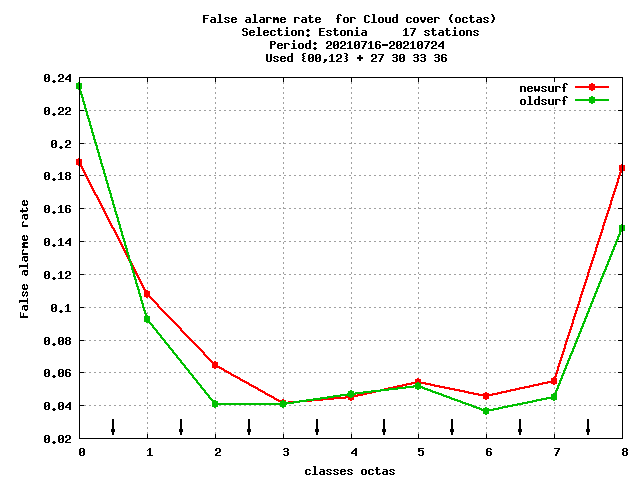 False alarme rate  for Cloud cover (octas)
Selection: Estonia     17 stations
Period: 20210716-20210724
Used {00,12} + 27 30 33 36
newsurf
oldsurf
False alarme rate
0.24
0.22
0.2
0.18
0.16
0.14
0.12
0.1
0.08
0.06
0.04
0.02
0 1 2 3 4 5 6 7 8
classes octas